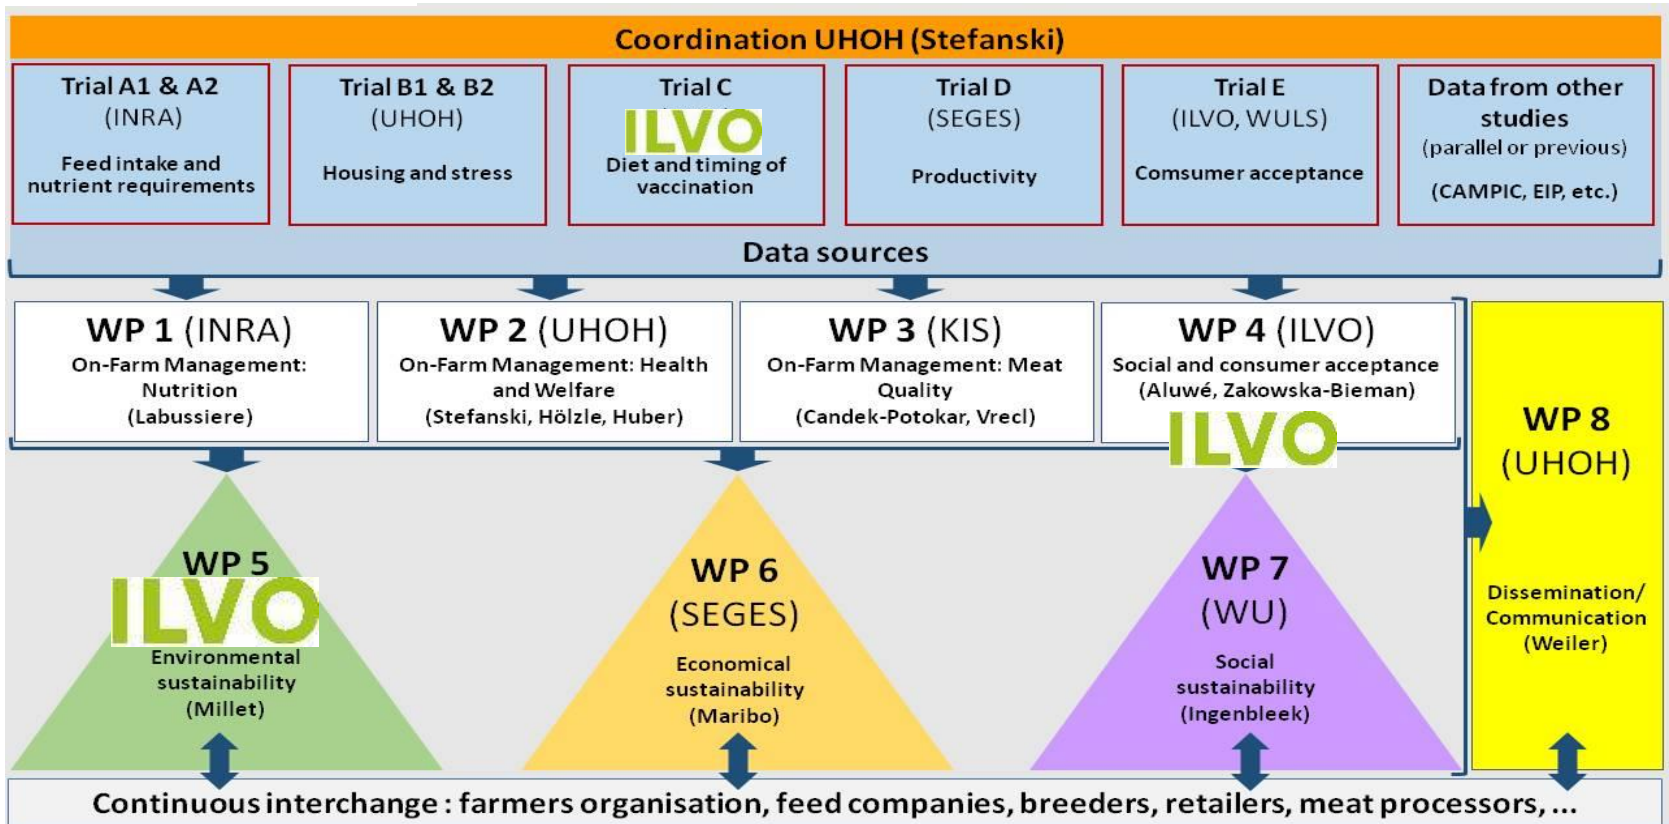 Coordination UHOH (Stefanski)
Trial A1 & A2
(INRA)
Feed intake and
nutrient requirements
Trial B1 & B2
(UHOH)
Housing and stress
Trial C
ILVO
Diet and timing of
vaccination
Trial D
(SEGES)
Productivity
Trial E
(ILVO, WULS)
Comsumer acceptance
Data from other
studies
(parallel or previous)
(CAMPIC, EIP, etc.)
Data sources
WP 1 (INRA)
On-Farm Management:
Nutrition
(Labussiere)
WP 2 (UHOH)
On-Farm Management: Health
and Welfare
(Stefanski, Hölzle, Huber)
WP 3 (KIS)
On-Farm Management: Meat
Quality
(Candek-Potokar, Vrecl)
WP 4 (ILVO)
Social and consumer acceptance
(Aluwé, Zakowska-Bieman)
ILVO
WP 5
ILVO
Environmental
sustainability
(Millet)
WP 6
(SEGES)
Economical
sustainability
(Maribo)
WP 7
(WU)
Social
sustainability
(Ingenbleek)
WP 8
(UHOH)
Dissemination/
Communication
(Weiler)
Continuous interchange : farmers organisation, feed companies, breeders, retailers, meat processors, ...